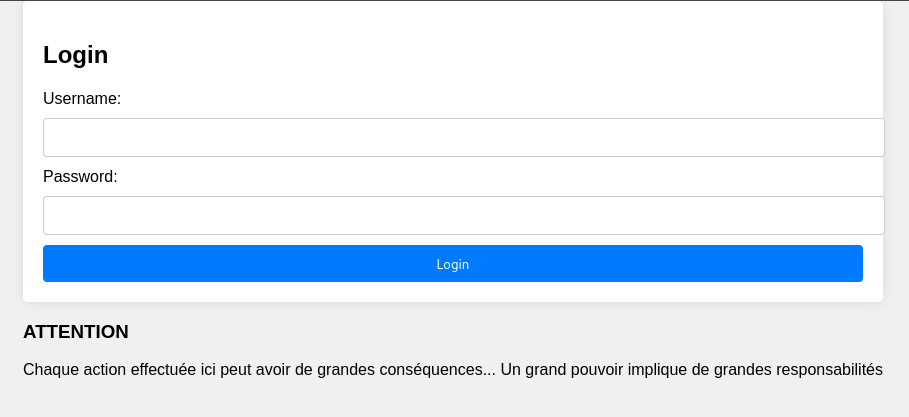 Login
Username:
Password:
Login
ATTENTION
Chaque action effectuée ici peut avoir de grandes conséquences... Un grand pouvoir implique de grandes responsabilités